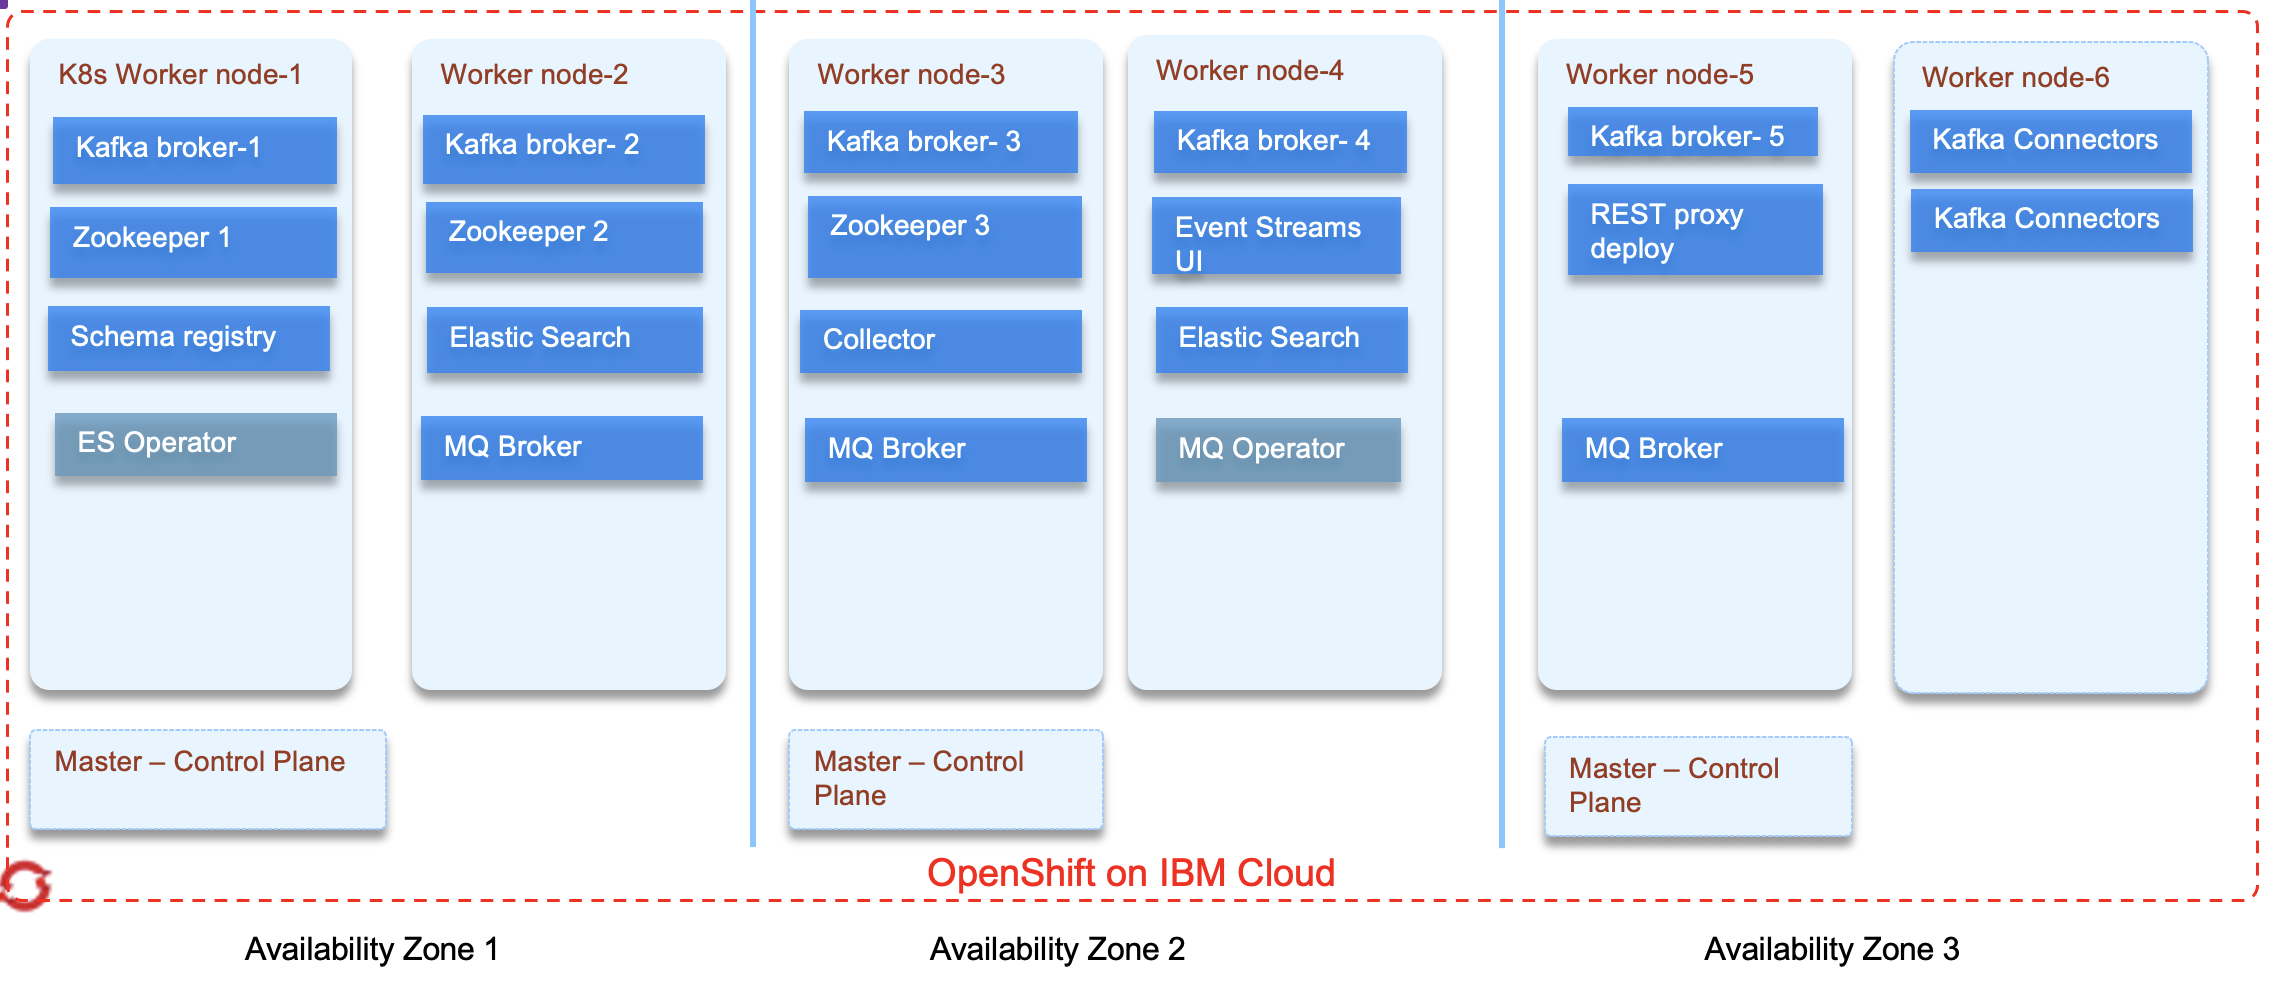 K8s Worker node-1
Kafka broker-1
Zookeeper 1
Schema registry
ES Operator
Worker node-2
Kafka broker- 2
Zookeeper 2
Elastic Search
MQ Broker
Master – Control Plane
Worker node-3
Kafka broker- 3
Zookeeper 3
Collector
MQ Broker
Worker node-4
Kafka broker- 4
Event Streams
UI
Elastic Search
MQ Operator
Master – Control
Plane
Worker node-5
Kafka broker- 5
REST proxy
deploy
MQ Broker
Worker node-6
Kafka Connectors
Kafka Connectors
Master – Control
Plane
OpenShift on IBM Cloud
Availability Zone 1
Availability Zone 2
Availability Zone 3